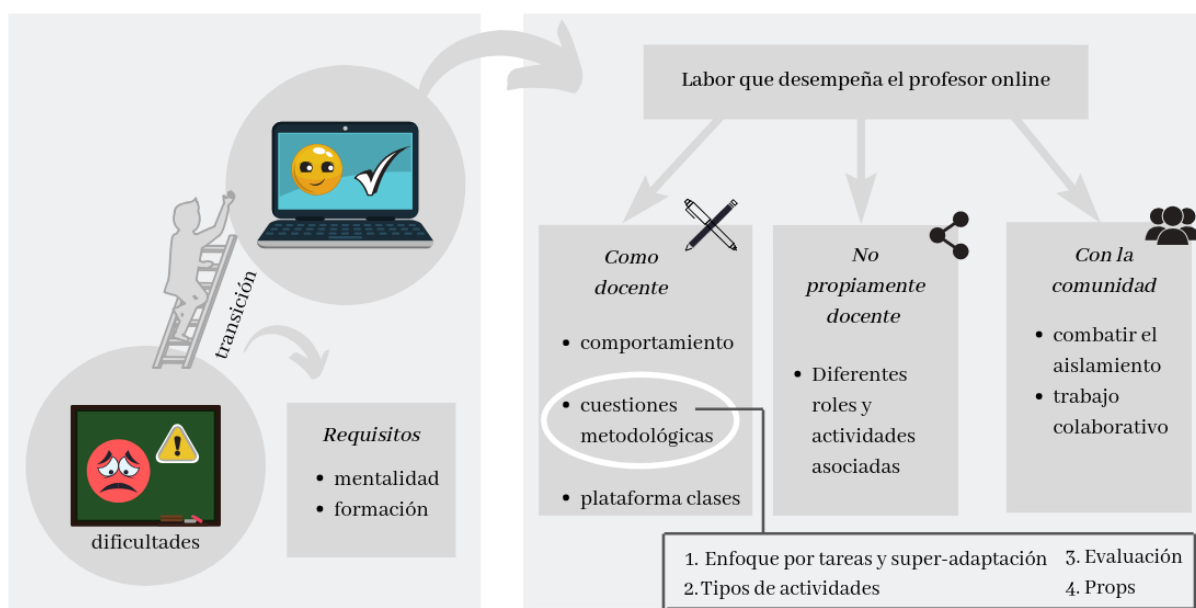 transición
dificultades
Requisitos
• mentalidad
• formación
Labor que desempeña el profesor online
Como
docente
• comportamiento
• cuestiones
metodológicas
• plataforma clases
No
propiamente
docente
• Diferentes
roles y
actividades
asociadas
Con la
comunidad
• combatir el
aislamiento
• trabajo
colaborativo
1. Enfoque por tareas y super-adaptación
2. Tipos de actividades
3. Evaluación
4. Props